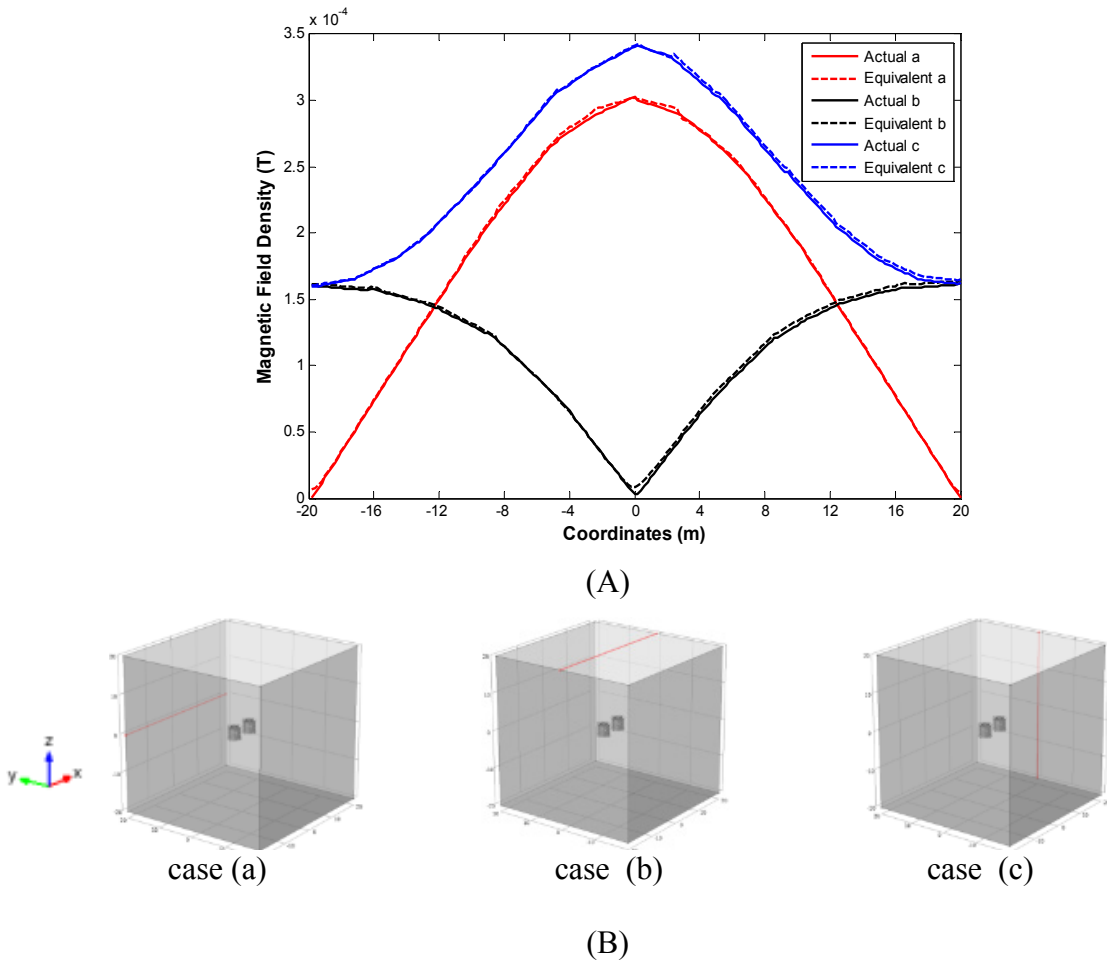 x 10⁻⁴
3.5
3
2.5
2
1.5
1
0.5
0
Magnetic Field Density (T)
-20 -16 -12 -8 -4 0 4 8 12 16 20
Coordinates (m)
Actual a
Equivalent a
Actual b
Equivalent b
Actual c
Equivalent c
(A)
z
y x
case (a) case (b) case (c)
(B)